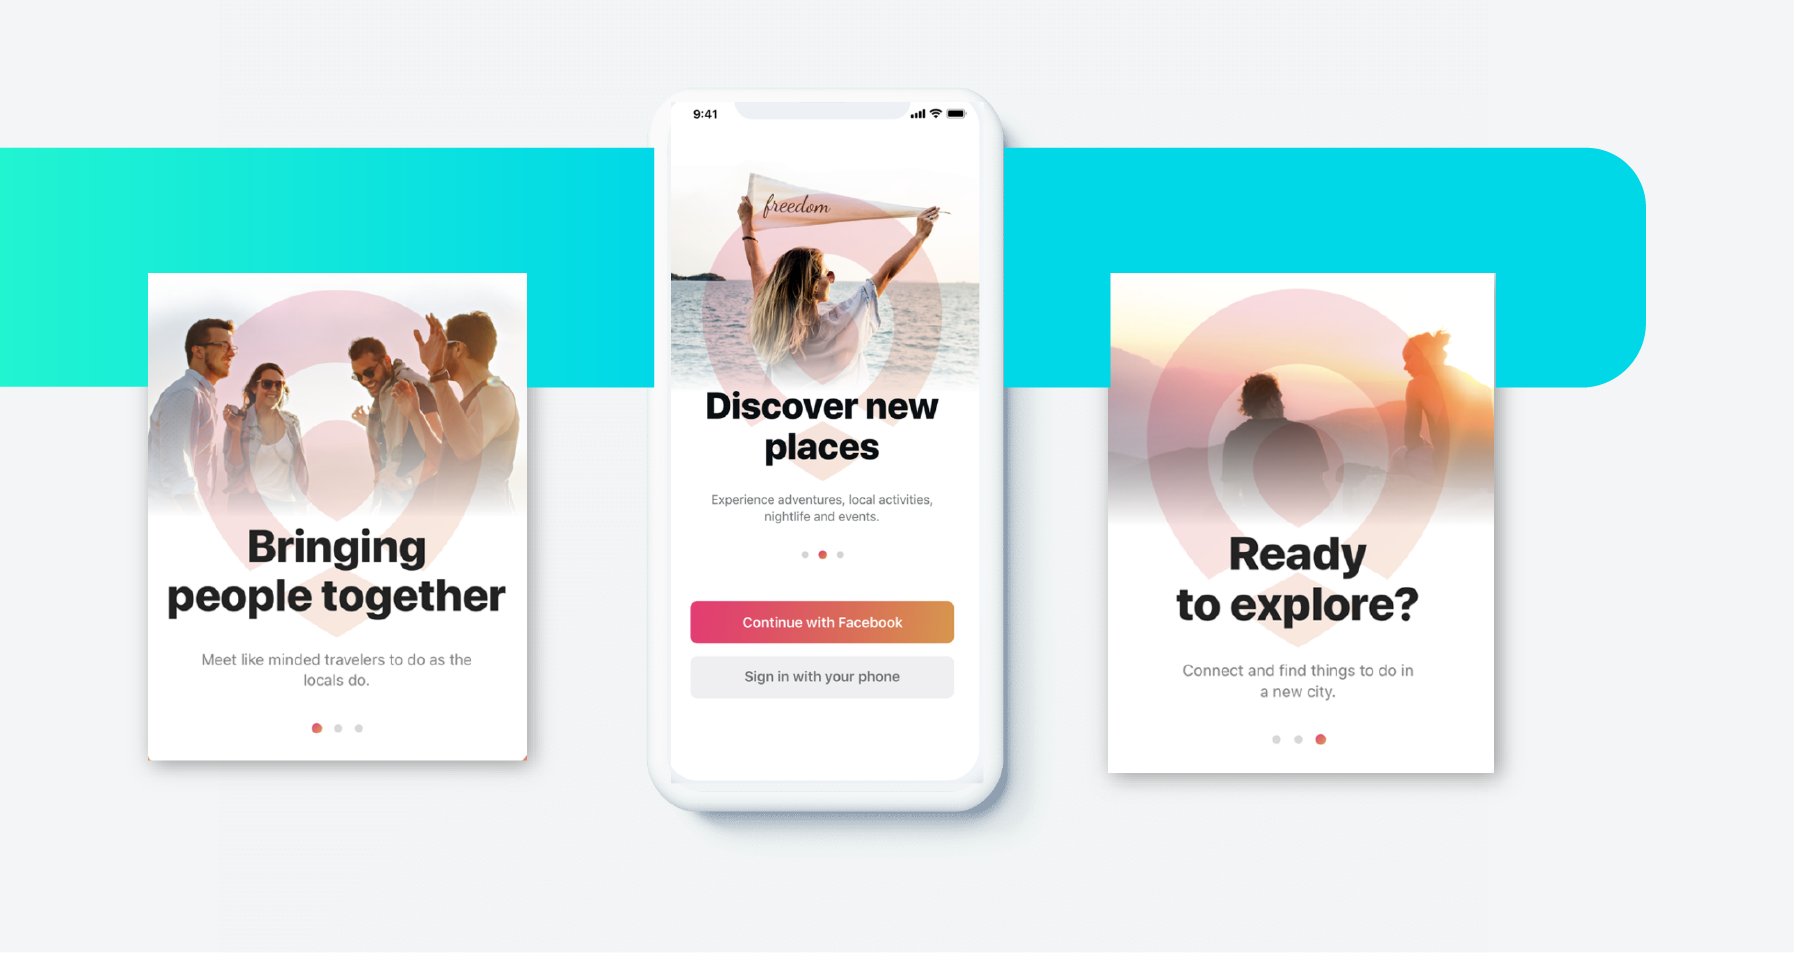 9:41
freedom
Discover new
places
Experience adventures, local activities,
nightlife and events.
Continue with Facebook
Sign in with your phone
Bringing
people together
Meet like minded travelers to do as the
locals do.
Ready
to explore?
Connect and find things to do in
a new city.